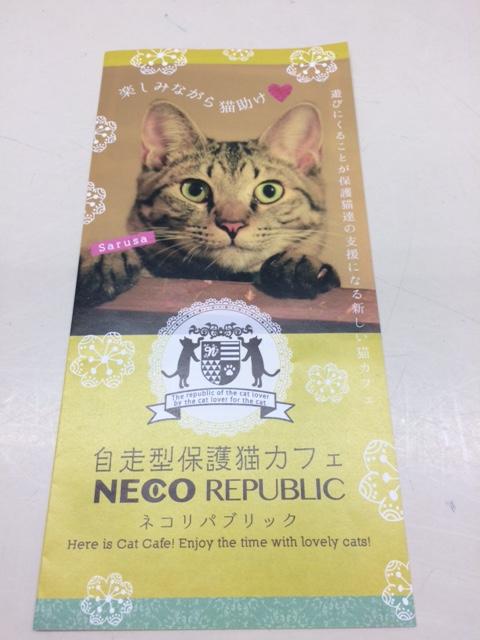 楽しみながら猫助け
遊びにくることが保護猫達の支援になる新しい猫カフェ
Sarusa
The republic of the cat lover
by the cat lover for the cat
自走型保護猫カフェ
NECO REPUBLIC
ネコリパブリック
Here is Cat Cafe! Enjoy the time with lovely cats!